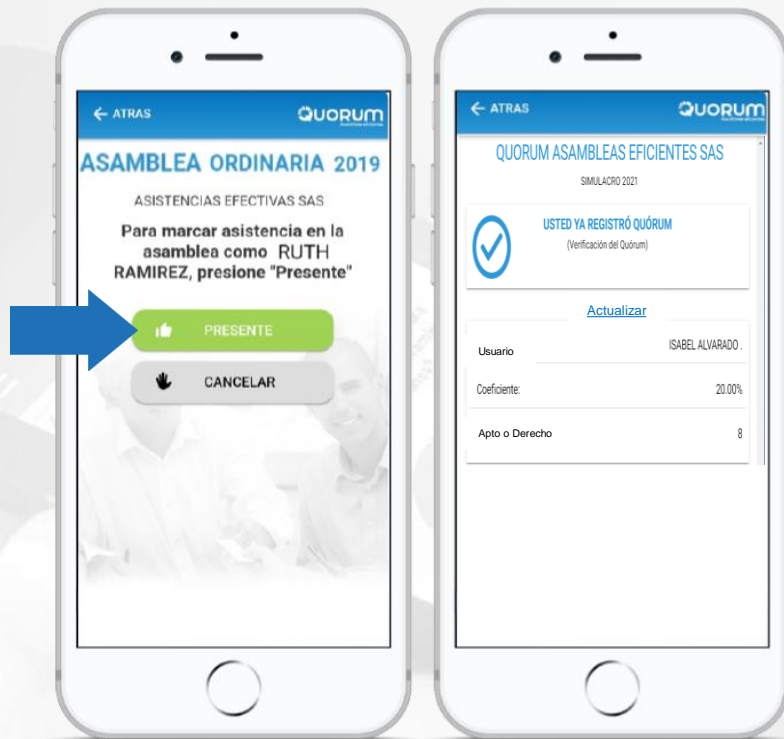 ← ATRAS
QUORUM
ASAMBLEA ORDINARIA 2019
ASISTENCIAS EFECTIVAS SAS
Para marcar asistencia en la
asamblea como RUTH
RAMIREZ, presione "Presente"
PRESENTE
CANCELAR
← ATRAS
QUORUM
QUORUM ASAMBLEAS EFICIENTES SAS
SIMULACRO 2021
USTED YA REGISTRÓ QUÓRUM
(Verificación del Quórum)
Actualizar
Usuario ISABEL ALVARADO .
Coeficiente: 20.00%
Apto o Derecho 8